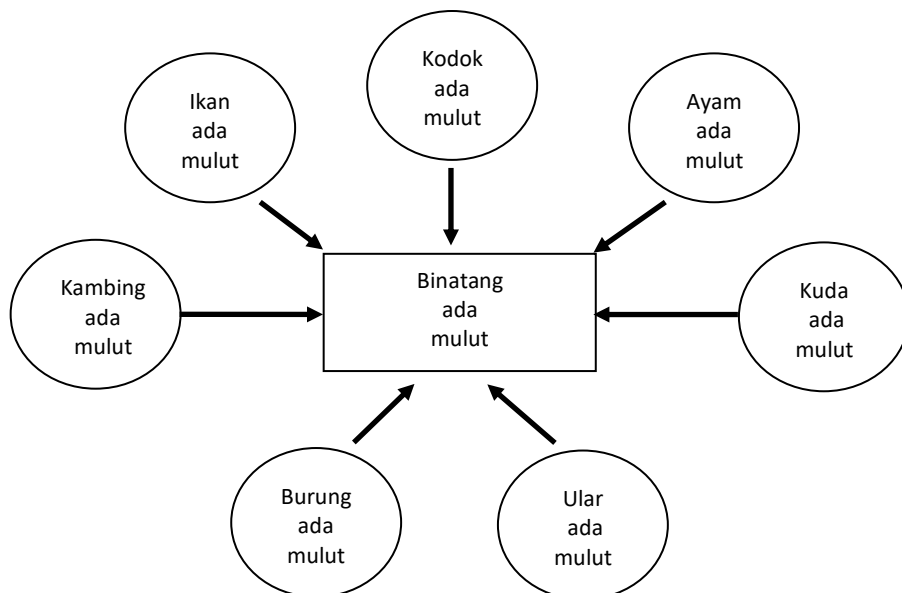 Kodok
ada
mulut
Ikan
ada
mulut
Ayam
ada
mulut
Kambing
ada
mulut
Binatang
ada
mulut
Kuda
ada
mulut
Burung
ada
mulut
Ular
ada
mulut